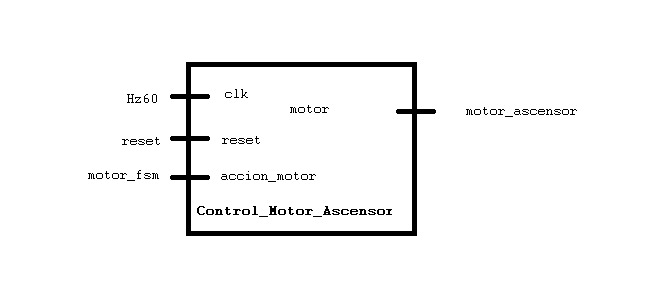 Hz60
clk
motor
motor_ascensor
reset
reset
motor_fsm
accion_motor
Control_Motor_Ascensor